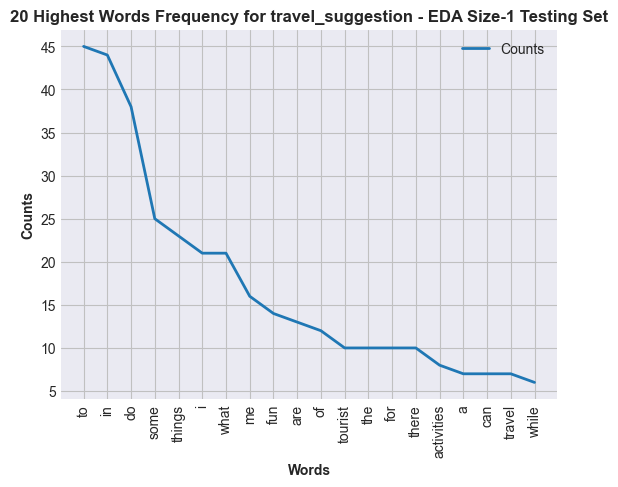 20 Highest Words Frequency for travel_suggestion - EDA Size-1 Testing Set
Counts
45
40
35
30
25
20
15
10
5
Counts
to
in
do
some
things
i
what
me
fun
are
of
tourist
the
for
there
activities
a
can
travel
while
Words